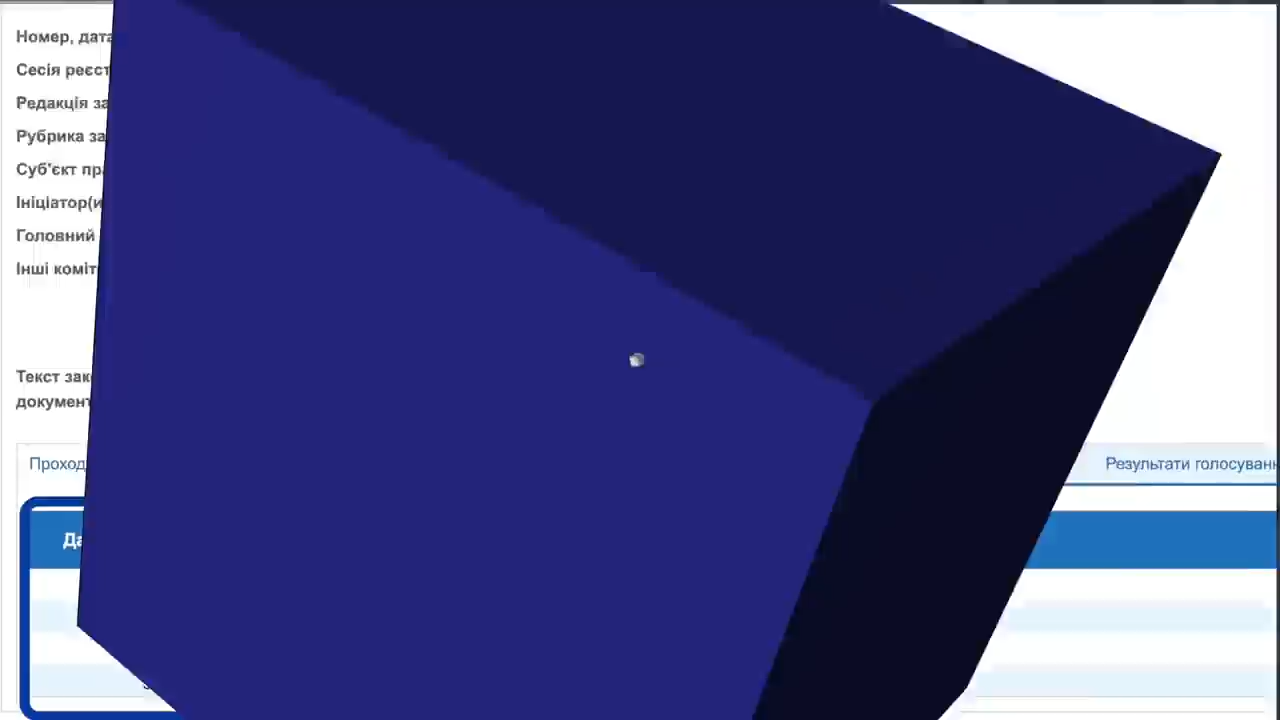 Номер, дата
Сесія реєст
Редакція за
Рубрика за
Суб'єкт пра
Ініціатор(и
Головний
Інші коміт
Текст зак
документ
Проход
Результати голосуванн
Да